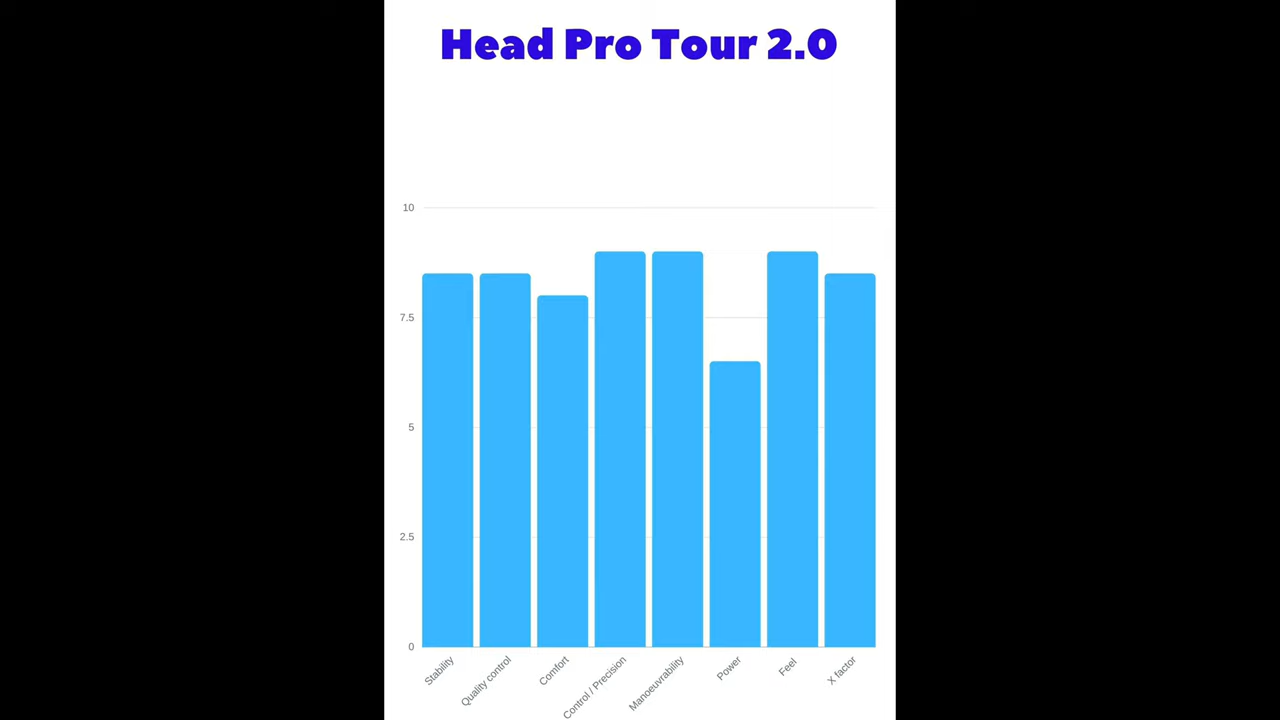 Head Pro Tour 2.0
10
7.5
5
2.5
0
Stability
Quality control
Comfort
Control / Precision
Manoeuvrability
Power
Feel
X factor